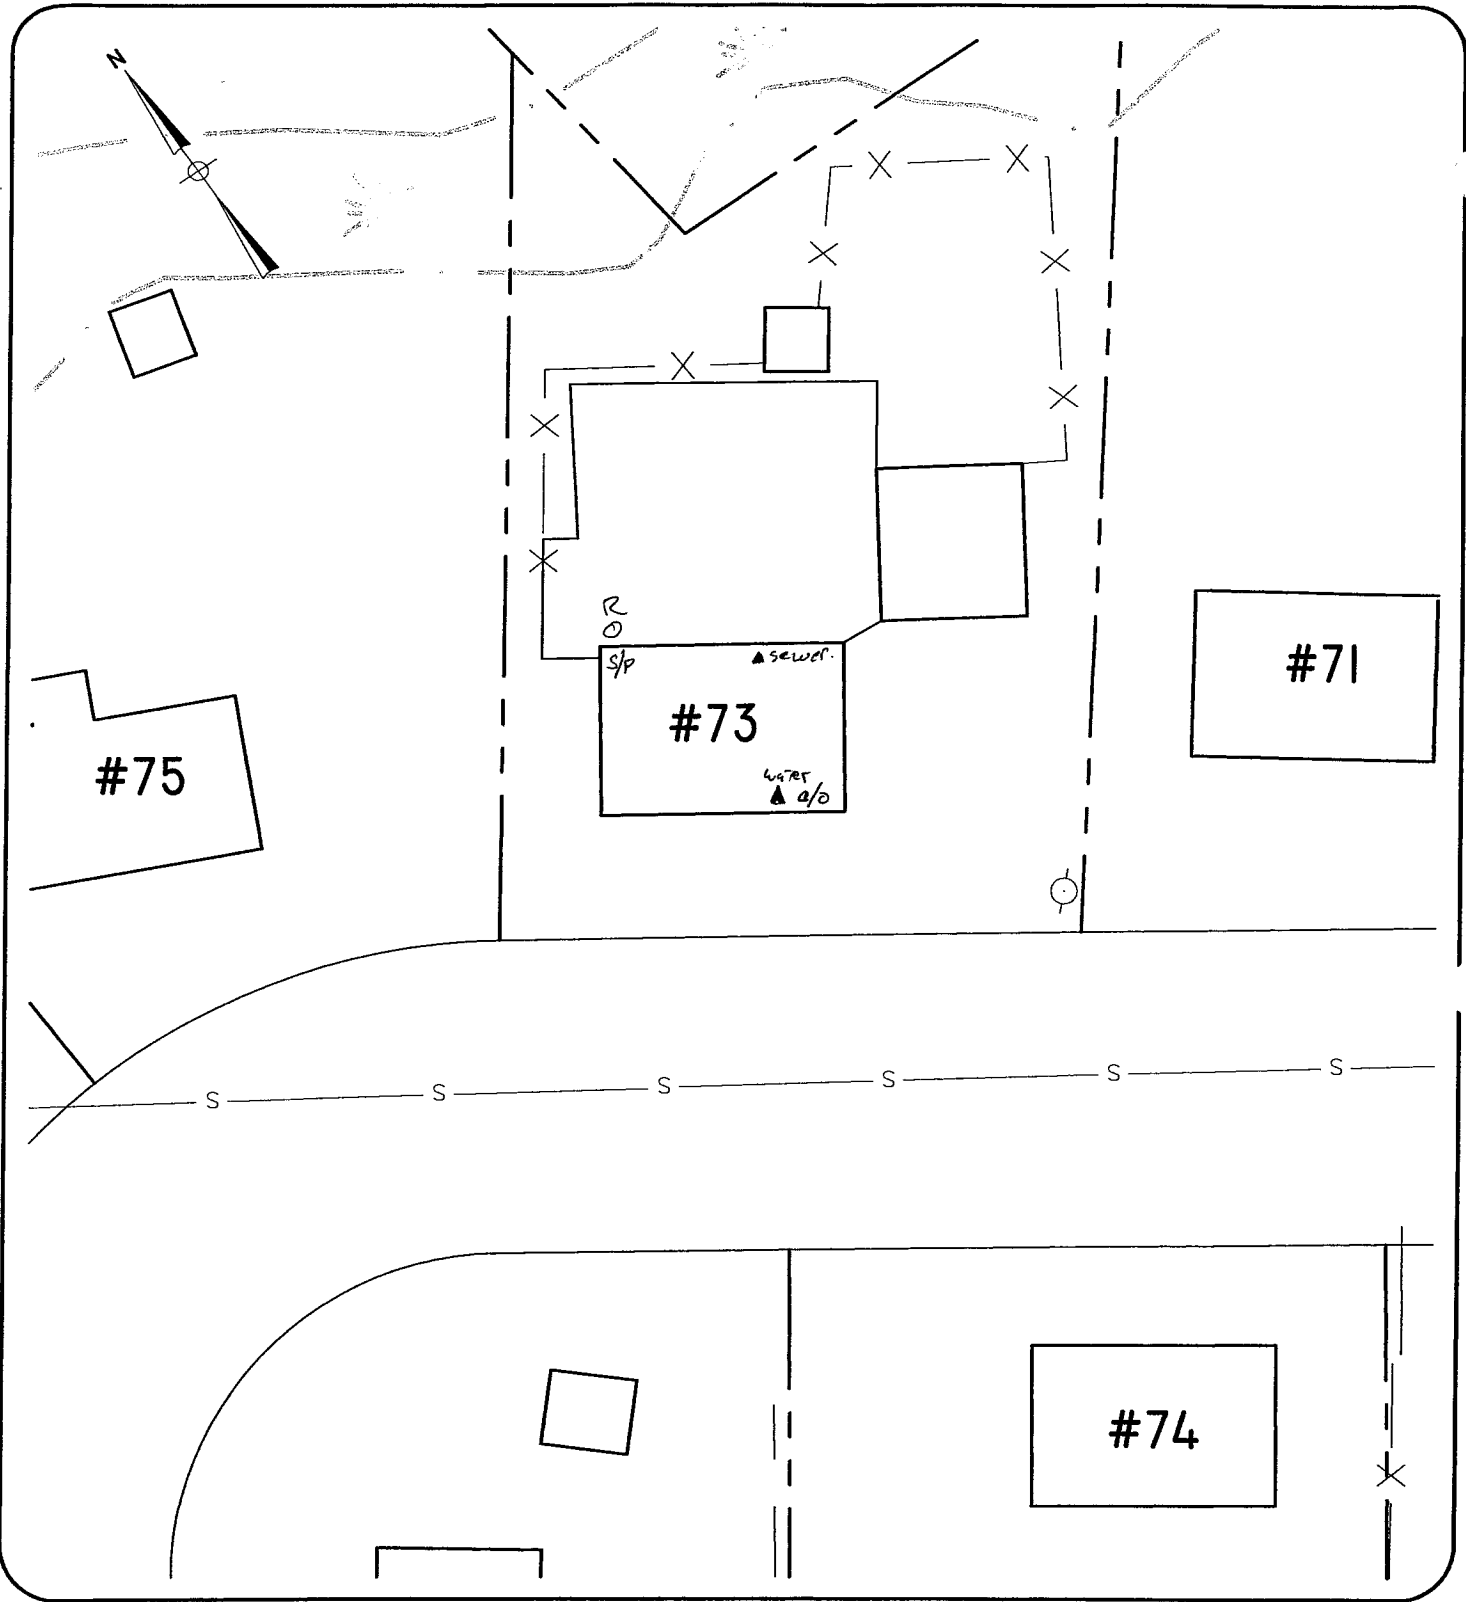 N
X X
X X
X
X X
X
R
O
S/P ▲ sewer.
#71
#73
#75
water
▲ c/o
S S S S S S
#74
X